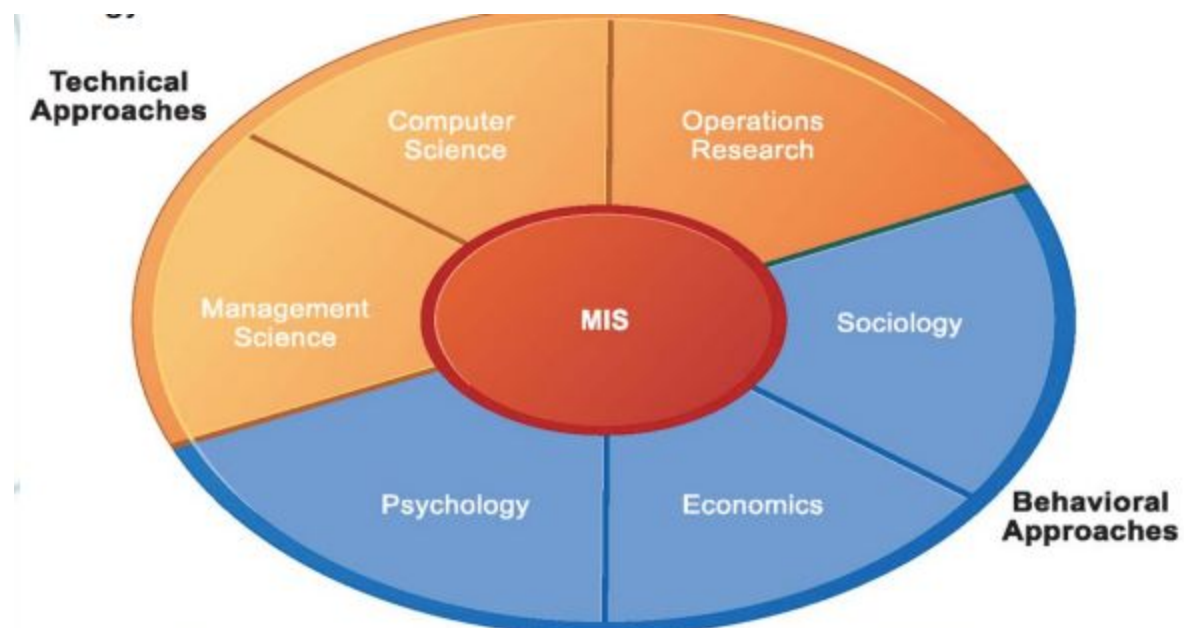 Technical
Approaches
Computer
Science
Operations
Research
Management
Science
MIS
Sociology
Psychology
Economics
Behavioral
Approaches